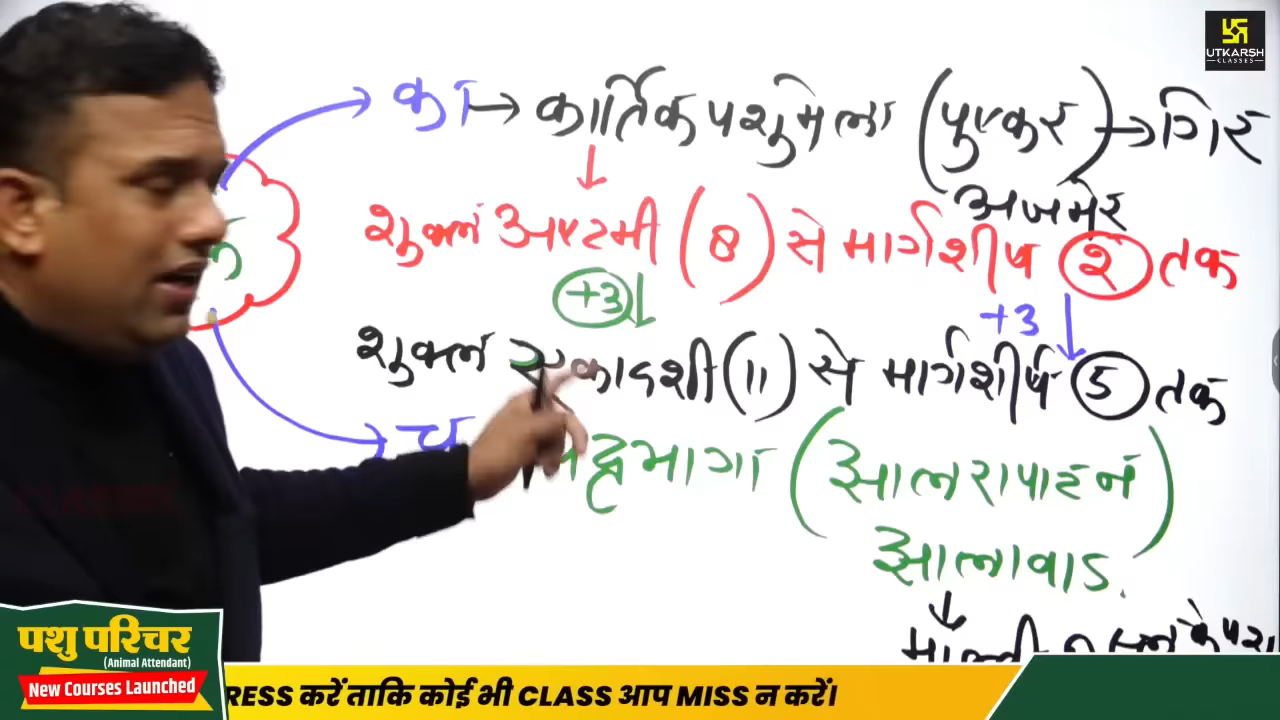 UTKARSH
CLASSES
का → कार्तिक पशुमेला (पुष्कर) → गिर
अजमेर
शुक्ल अष्टमी (8) से मार्गशीर्ष 2 तक
+3
+3
शुक्ल एकादशी (11) से मार्गशीर्ष 5 तक
च
चंद्रभागा (झालरापाटन
झालावाड)
पशु परिचर
(Animal Attendant)
New Courses Launched
RESS करें ताकि कोई भी CLASS आप MISS न करें।